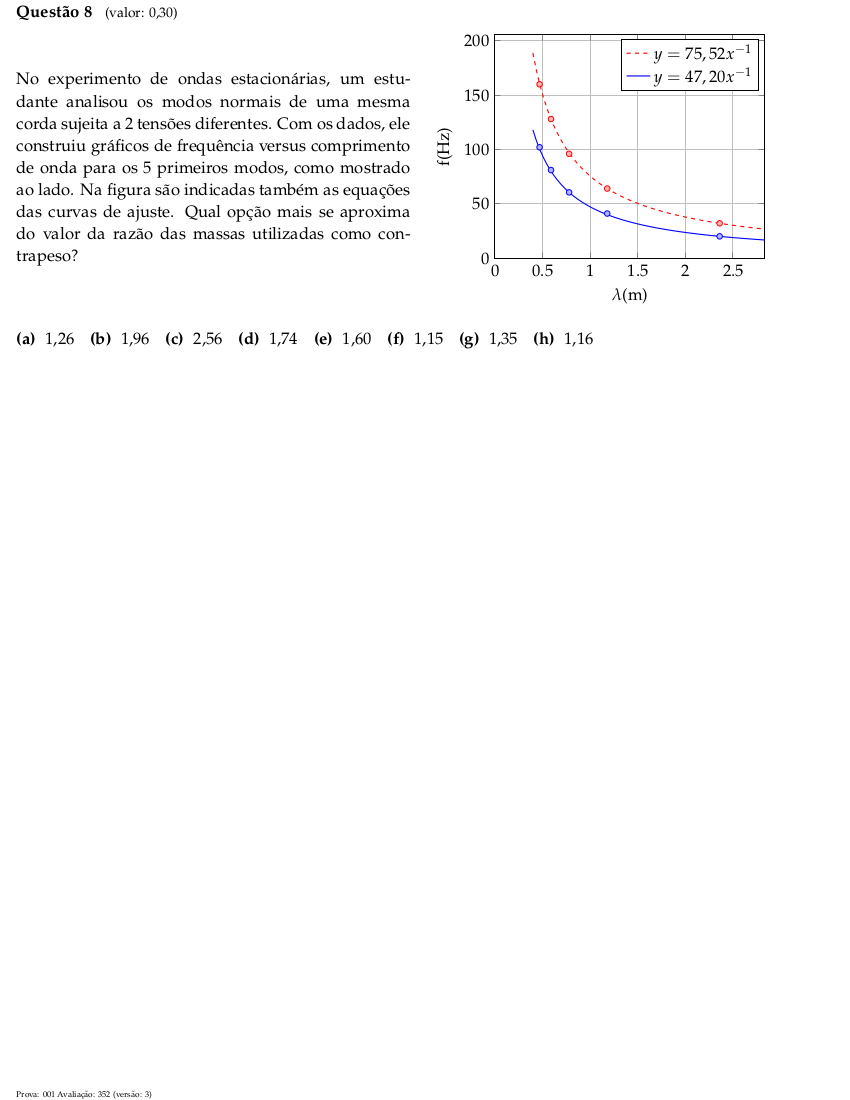 Questão 8 (valor: 0,30)
No experimento de ondas estacionárias, um estu-
dante analisou os modos normais de uma mesma
corda sujeita a 2 tensões diferentes. Com os dados, ele
construiu gráficos de frequência versus comprimento
de onda para os 5 primeiros modos, como mostrado
ao lado. Na figura são indicadas também as equações
das curvas de ajuste. Qual opção mais se aproxima
do valor da razão das massas utilizadas como con-
trapeso?
y = 75,52x⁻¹
y = 47,20x⁻¹
200
150
100
50
0
f(Hz)
0 0.5 1 1.5 2 2.5
λ(m)
(a) 1,26 (b) 1,96 (c) 2,56 (d) 1,74 (e) 1,60 (f) 1,15 (g) 1,35 (h) 1,16
Prova: 001 Avaliação: 352 (versão: 3)